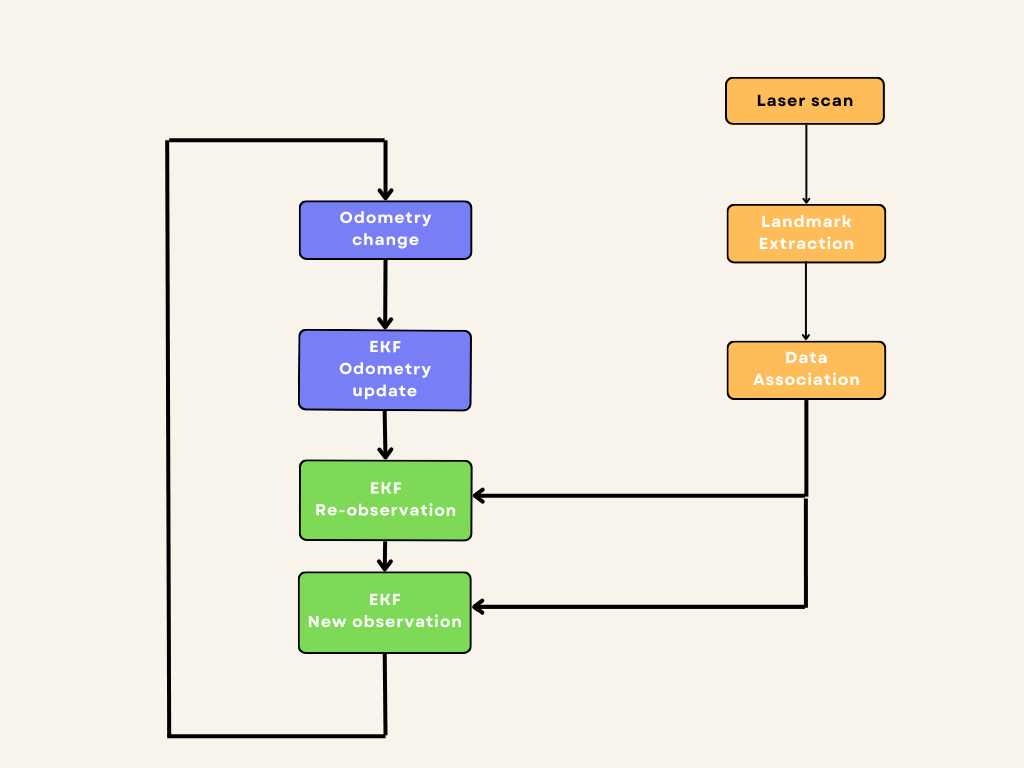 Laser scan
Odometry
change
Landmark
Extraction
EKF
Odometry
update
Data
Association
EKF
Re-observation
EKF
New observation